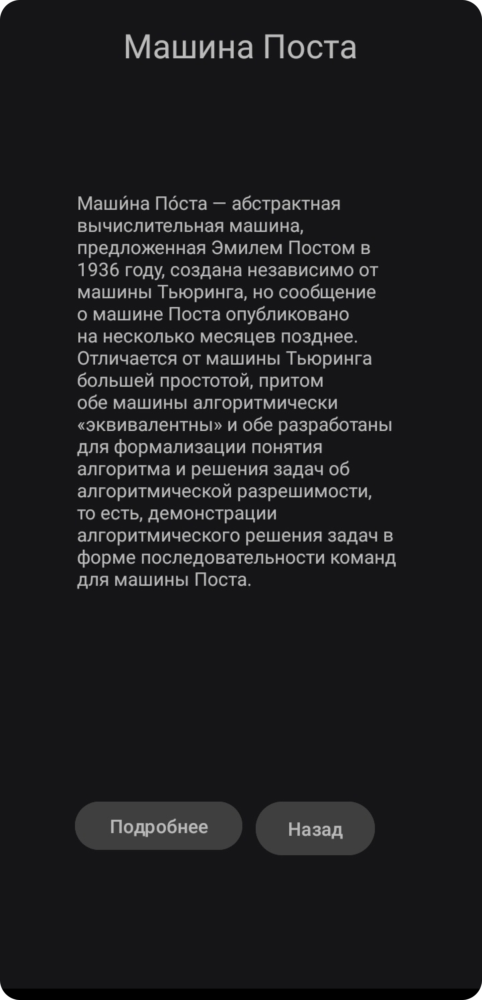 Машина Поста
Маши́на По́ста — абстрактная
вычислительная машина,
предложенная Эмилем Постом в
1936 году, создана независимо от
машины Тьюринга, но сообщение
о машине Поста опубликовано
на несколько месяцев позднее.
Отличается от машины Тьюринга
большей простотой, притом
обе машины алгоритмически
«эквивалентны» и обе разработаны
для формализации понятия
алгоритма и решения задач об
алгоритмической разрешимости,
то есть, демонстрации
алгоритмического решения задач в
форме последовательности команд
для машины Поста.
Подробнее
Назад